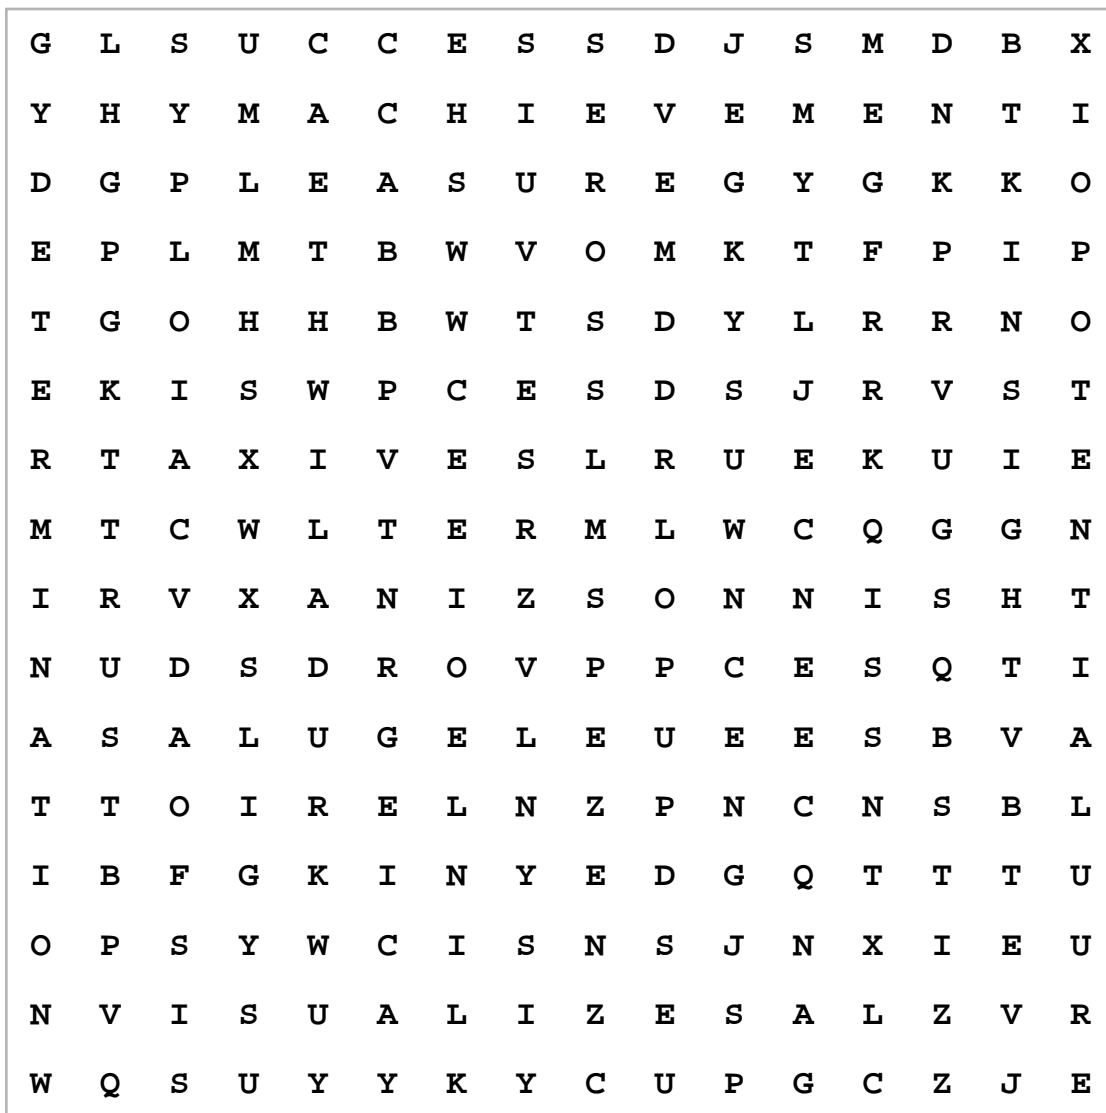 G L S U C C E S S D J S M D B X
Y H Y M A C H I E V E M E N T I
D G P L E A S U R E G Y G K K O
E P L M T B W V O M K T F P I P
T G O H H B W T S D Y L R R N O
E K I S W P C E S D S J R V S T
R T A X I V E S L R U E K U I E
M T C W L T E R M L W C Q G G N
I R V X A N I Z S O N N I S H T
N U D S D R O V P P C E S Q T I
A S A L U G E L E U E E S B V A
T T O I R E L N Z P N C N S B L
I B F G K I N Y E D G Q T T T U
O P S Y W C I S N S J N X I E U
N V I S U A L I Z E S A L Z V R
W Q S U Y Y K Y C U P G C Z J E